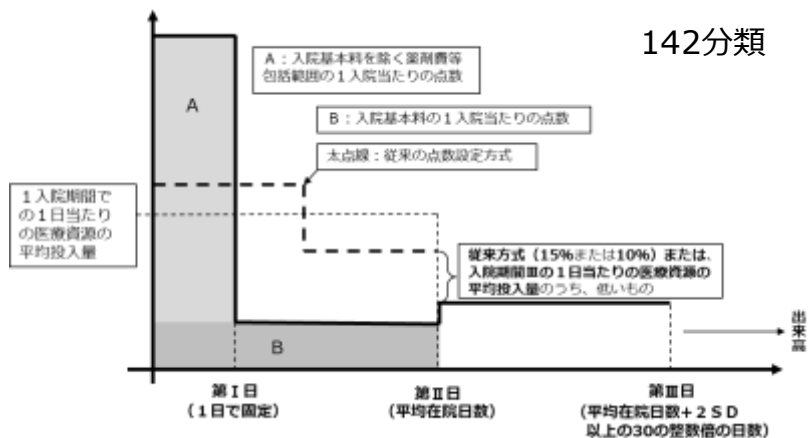 142分類
A：入院基本料を除く薬剤費等
包括範囲の１入院当たりの点数
A
B：入院基本料の１入院当たりの点数
太点線：従来の点数設定方式
１入院期間で
の１日当たり
の医療資源の
平均投入量
従来方式（15%または10%）または、
入院期間Ⅲの１日当たりの医療資源の
平均投入量のうち、低いもの
出来高
B
第Ⅰ日
（１日で固定）
第Ⅱ日
（平均在院日数）
第Ⅲ日
（平均在院日数+２ＳＤ
以上の30の整数倍の日数）